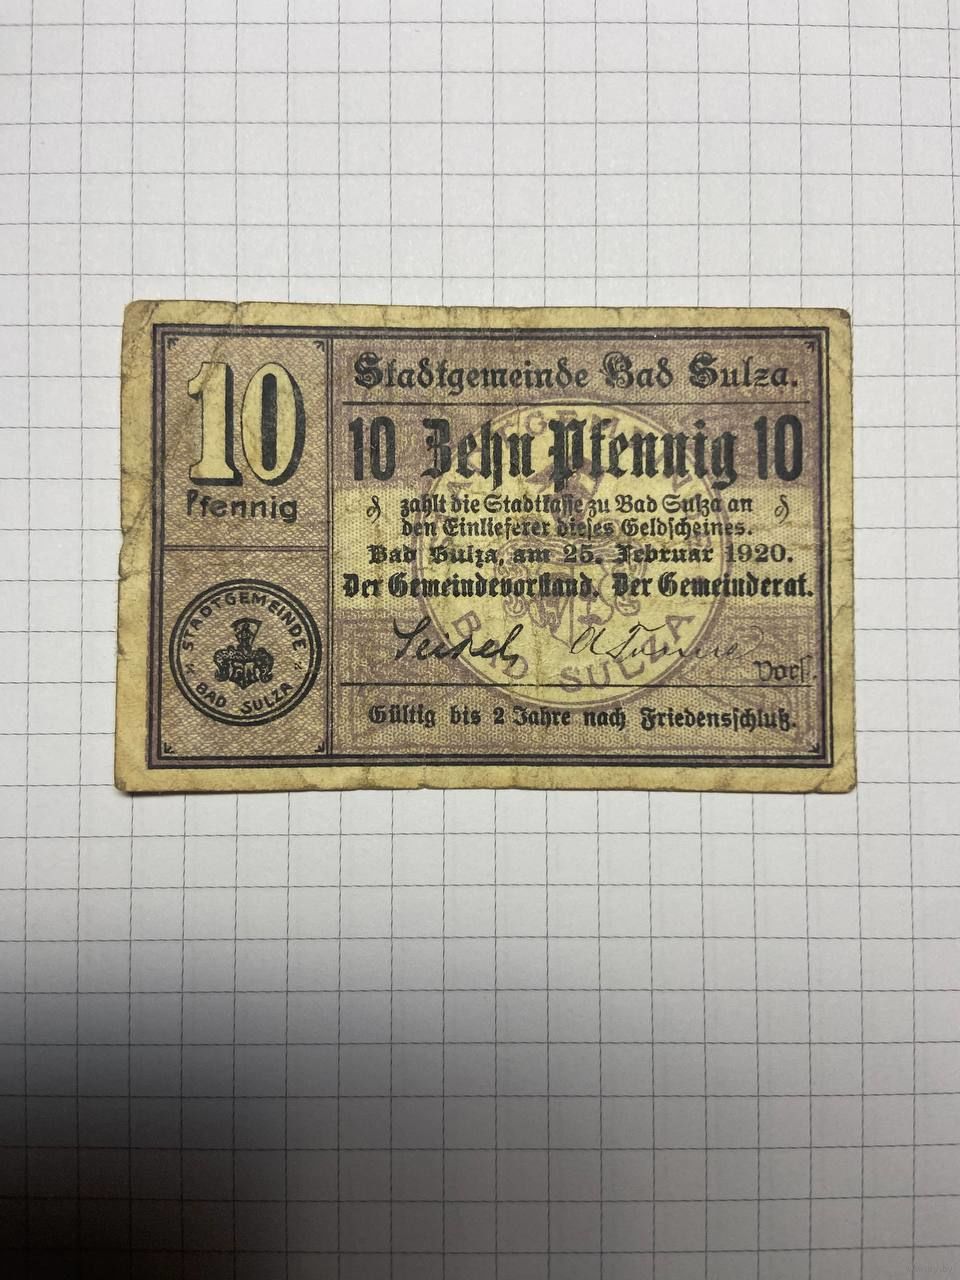 10
Pfennig
STADTGEMEINDE
BAD SULZA
Stadtgemeinde Bad Sulza.
10 Zehn Pfennig 10
zahlt die Stadtkasse zu Bad Sulza an
den Einlieferer dieses Geldscheines.
Bad Sulza, am 25. Februar 1920.
Der Gemeindevorstand. Der Gemeinderat.
Vors.
BAD SULZA
Gültig bis 2 Jahre nach Friedensschluß.